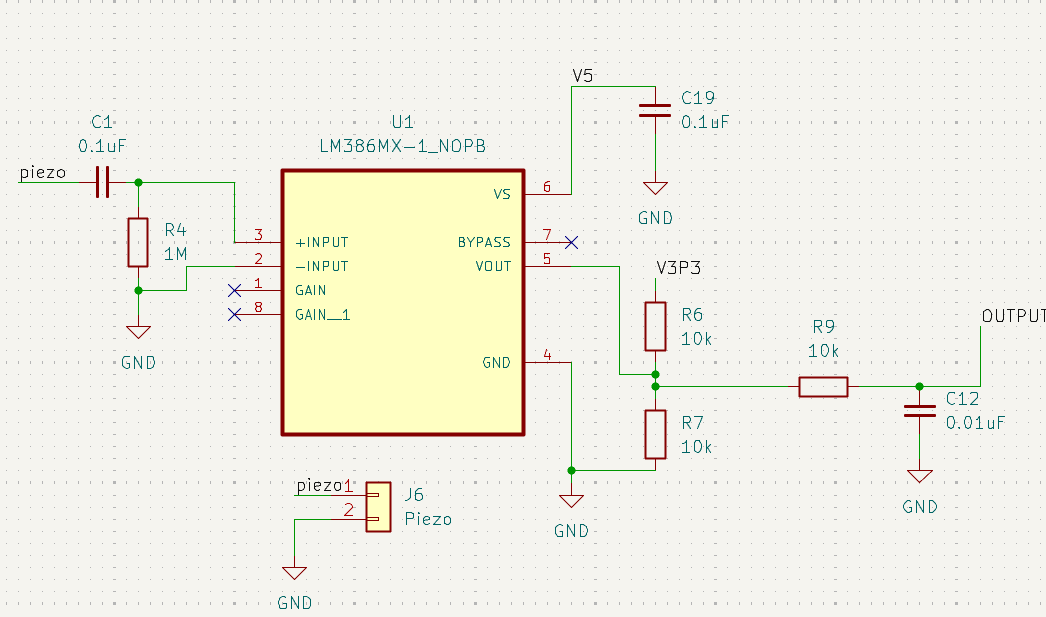 V5
C19
0.1uF
C1
0.1uF
U1
LM386MX-1_NOPB
piezo
VS
6
GND
R4
1M
3
+INPUT
BYPASS
7
2
-INPUT
VOUT
5
V3P3
1
GAIN
8
GAIN__1
R6
10k
OUTPUT
R9
10k
GND
GND
4
C12
0.01uF
R7
10k
piezo
1
2
J6
Piezo
GND
GND
GND